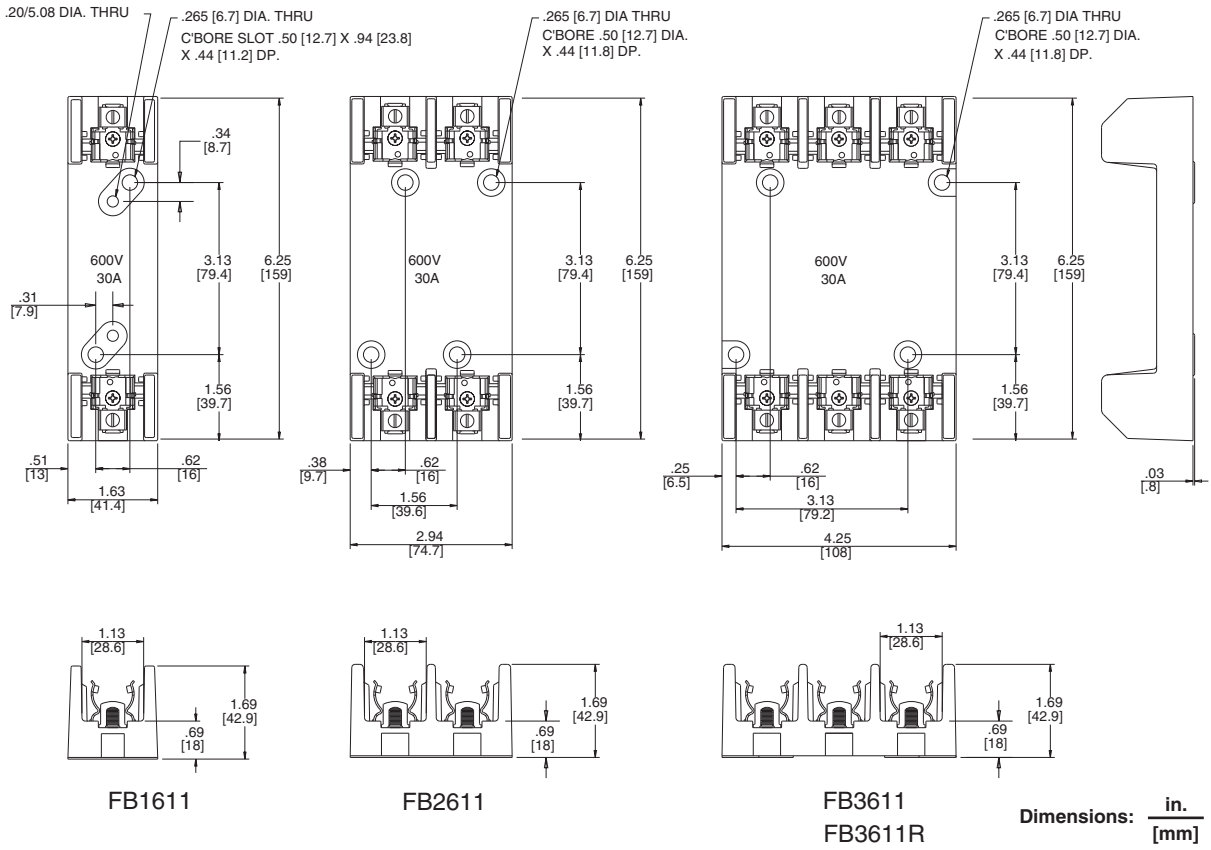 .20/5.08 DIA. THRU
.265 [6.7] DIA. THRU
C'BORE SLOT .50 [12.7] X .94 [23.8]
X .44 [11.2] DP.
.34
[8.7]
600V
30A
3.13
[79.4]
6.25
[159]
.31
[7.9]
1.56
[39.7]
.51
[13]
.62
[16]
1.63
[41.4]
.265 [6.7] DIA THRU
C'BORE .50 [12.7] DIA.
X .44 [11.8] DP.
600V
30A
3.13
[79.4]
6.25
[159]
1.56
[39.7]
.38
[9.7]
.62
[16]
1.56
[39.6]
2.94
[74.7]
.265 [6.7] DIA THRU
C'BORE .50 [12.7] DIA.
X .44 [11.8] DP.
600V
30A
3.13
[79.4]
6.25
[159]
1.56
[39.7]
.25
[6.5]
.62
[16]
3.13
[79.2]
4.25
[108]
.03
[.8]
1.13
[28.6]
1.69
[42.9]
.69
[18]
FB1611
1.13
[28.6]
1.69
[42.9]
.69
[18]
FB2611
1.13
[28.6]
1.69
[42.9]
.69
[18]
FB3611
FB3611R
Dimensions: in.
[mm]